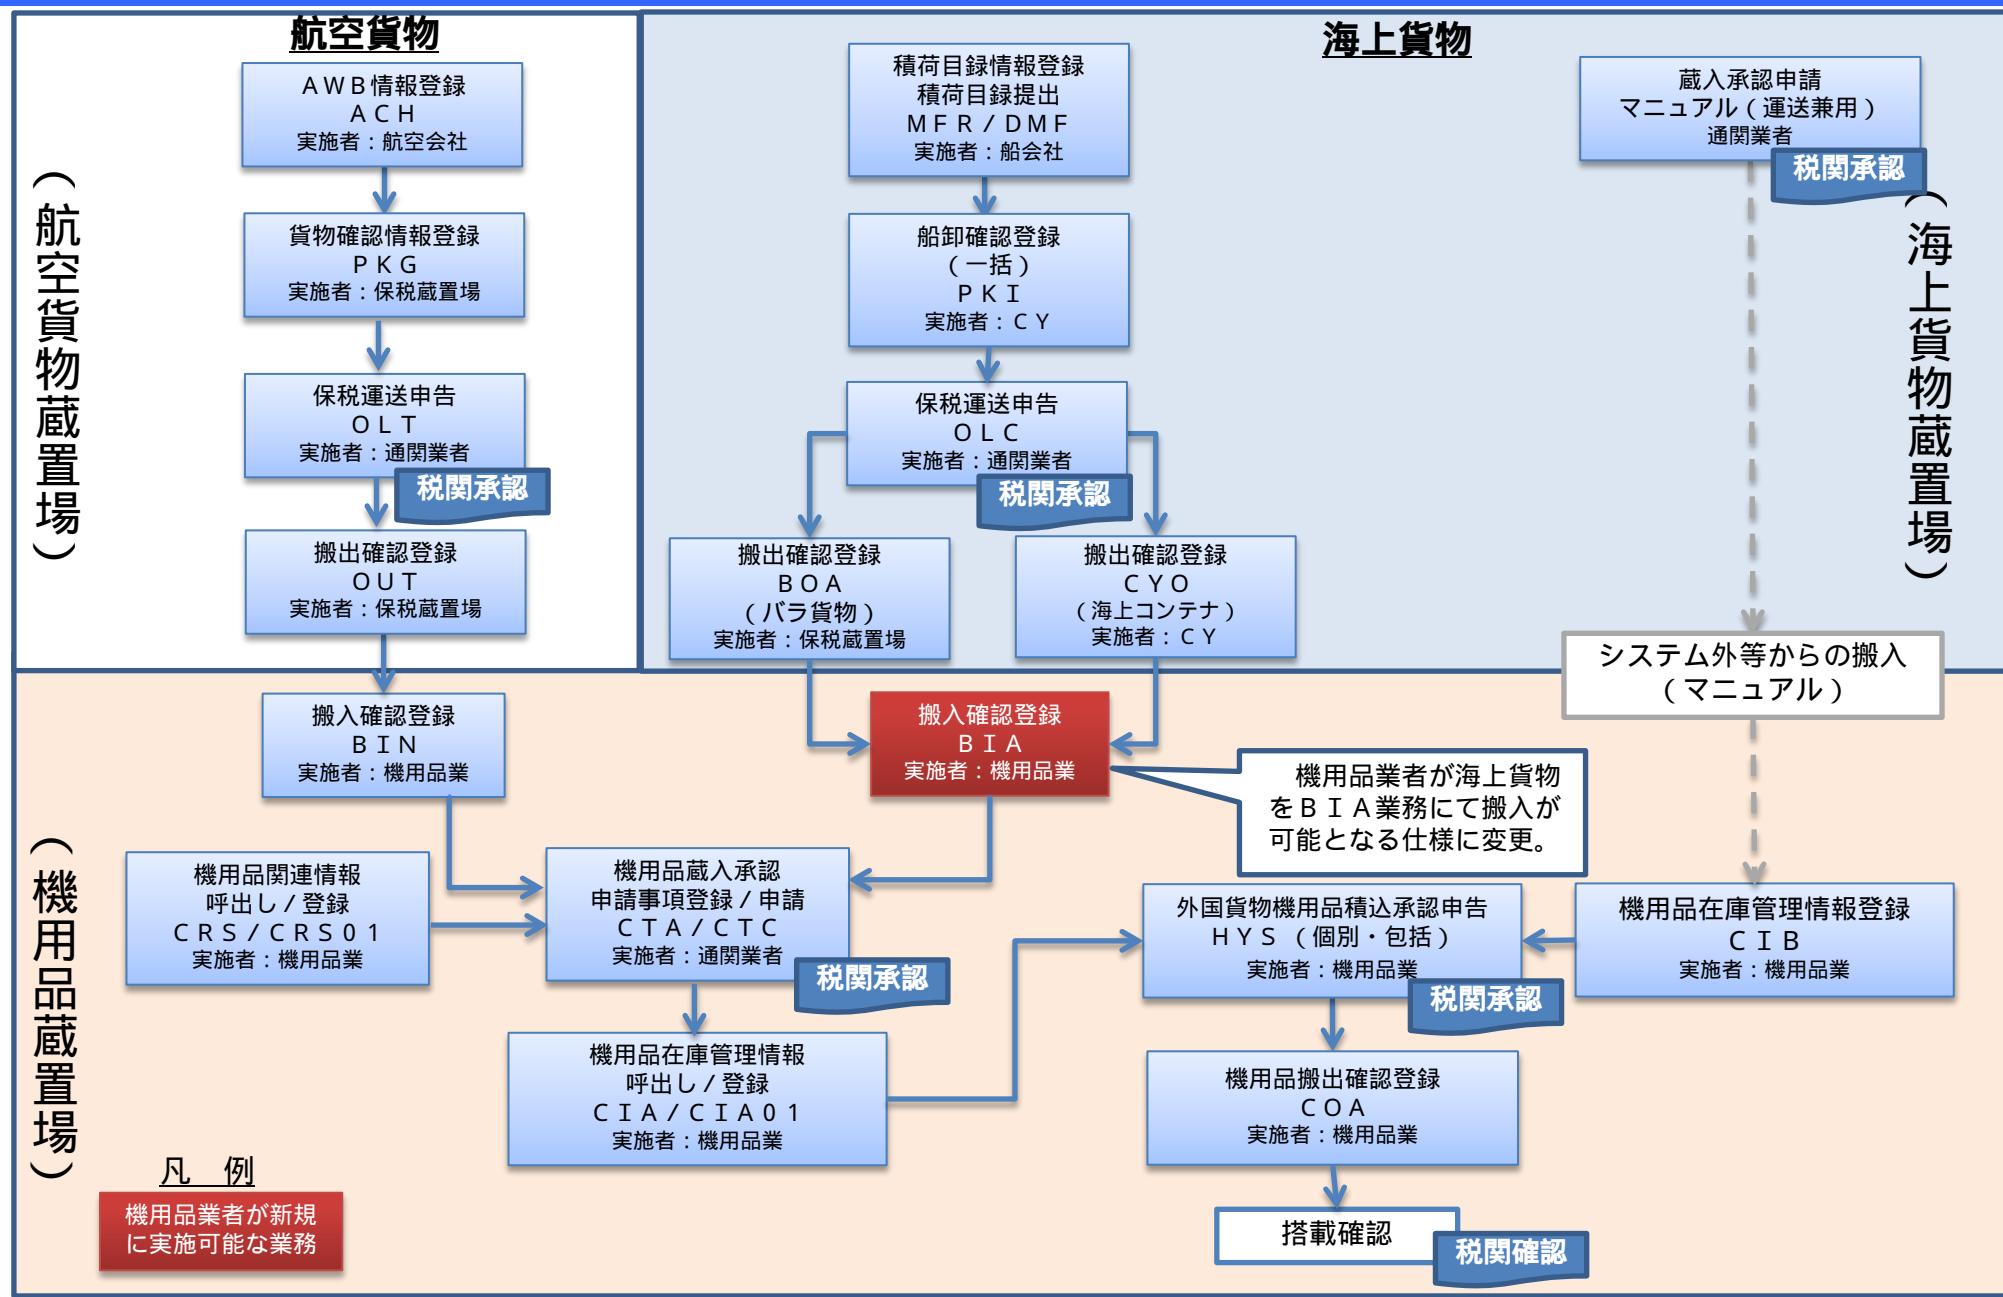 航空貨物
海上貨物
(航空貨物蔵置場)
ＡＷＢ情報登録
ＡＣＨ
実施者：航空会社
貨物確認情報登録
ＰＫＧ
実施者：保税蔵置場
保税運送申告
ＯＬＴ
実施者：通関業者
税関承認
搬出確認登録
ＯＵＴ
実施者：保税蔵置場
積荷目録情報登録
積荷目録提出
ＭＦＲ／ＤＭＦ
実施者：船会社
船卸確認登録
（一括）
ＰＫＩ
実施者：ＣＹ
保税運送申告
ＯＬＣ
実施者：通関業者
税関承認
搬出確認登録
ＢＯＡ
（バラ貨物）
実施者：保税蔵置場
搬出確認登録
ＣＹＯ
（海上コンテナ）
実施者：ＣＹ
蔵入承認申請
マニュアル（運送兼用）
通関業者
税関承認
(海上貨物蔵置場)
システム外等からの搬入
（マニュアル）
(機用品蔵置場)
搬入確認登録
ＢＩＮ
実施者：機用品業
搬入確認登録
ＢＩＡ
実施者：機用品業
機用品業者が海上貨物
をＢＩＡ業務にて搬入が
可能となる仕様に変更。
機用品関連情報
呼出し／登録
ＣＲＳ／ＣＲＳ０１
実施者：機用品業
機用品蔵入承認
申請事項登録／申請
ＣＴＡ／ＣＴＣ
実施者：通関業者
税関承認
外国貨物機用品積込承認申告
ＨＹＳ（個別・包括）
実施者：機用品業
税関承認
機用品在庫管理情報登録
ＣＩＢ
実施者：機用品業
機用品在庫管理情報
呼出し／登録
ＣＩＡ／ＣＩＡ０１
実施者：機用品業
機用品搬出確認登録
ＣＯＡ
実施者：機用品業
搭載確認
税関確認
凡　例
機用品業者が新規
に実施可能な業務